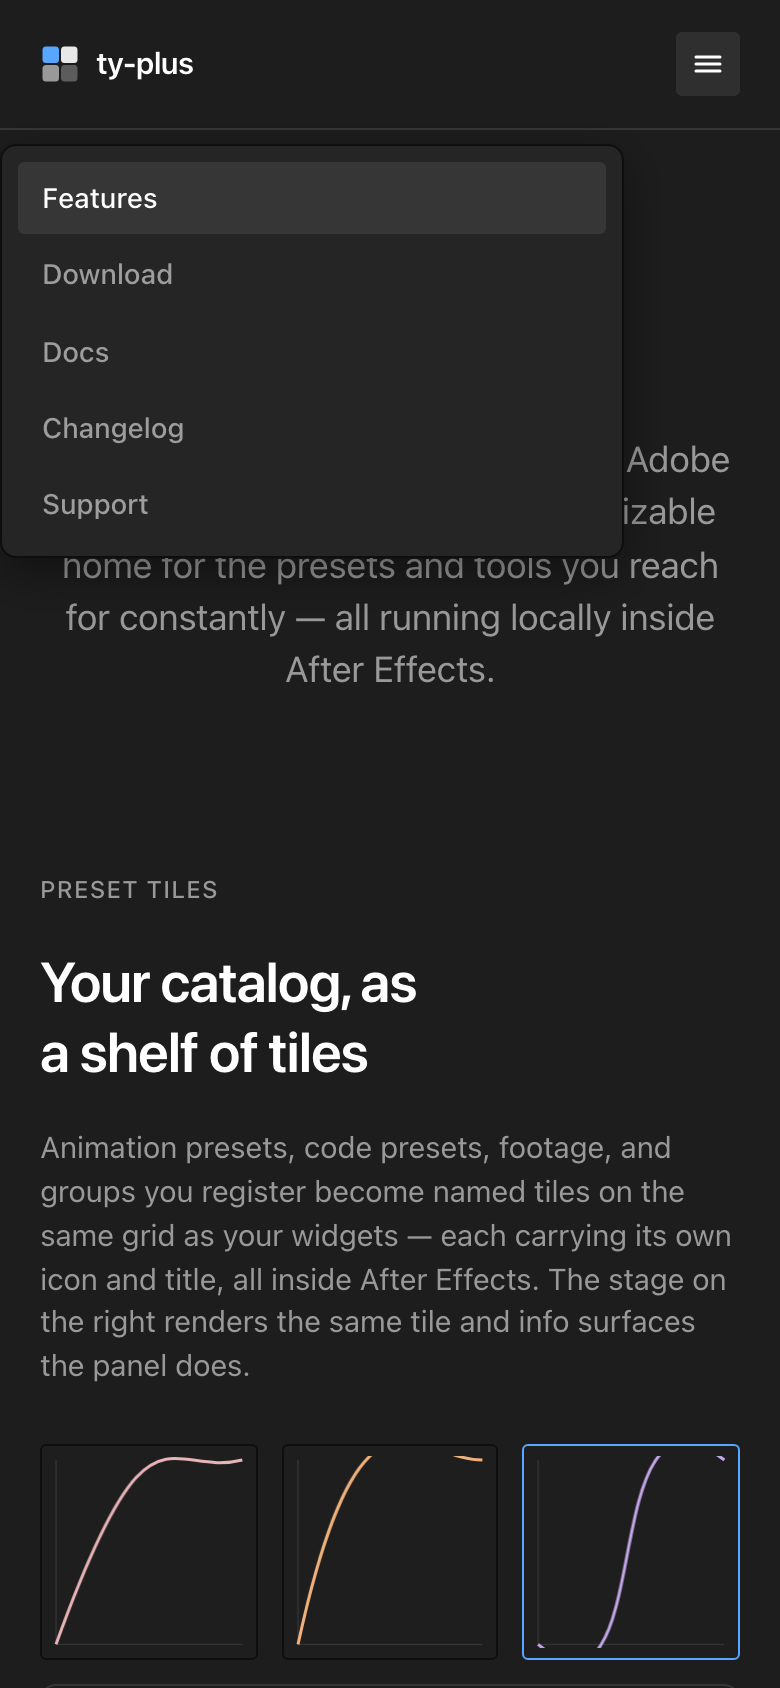 ty-plus
Features
Download
Docs
Changelog
Support
Adobe
izable
home for the presets and tools you reach
for constantly — all running locally inside
After Effects.
PRESET TILES
Your catalog, as
a shelf of tiles
Animation presets, code presets, footage, and
groups you register become named tiles on the
same grid as your widgets — each carrying its own
icon and title, all inside After Effects. The stage on
the right renders the same tile and info surfaces
the panel does.